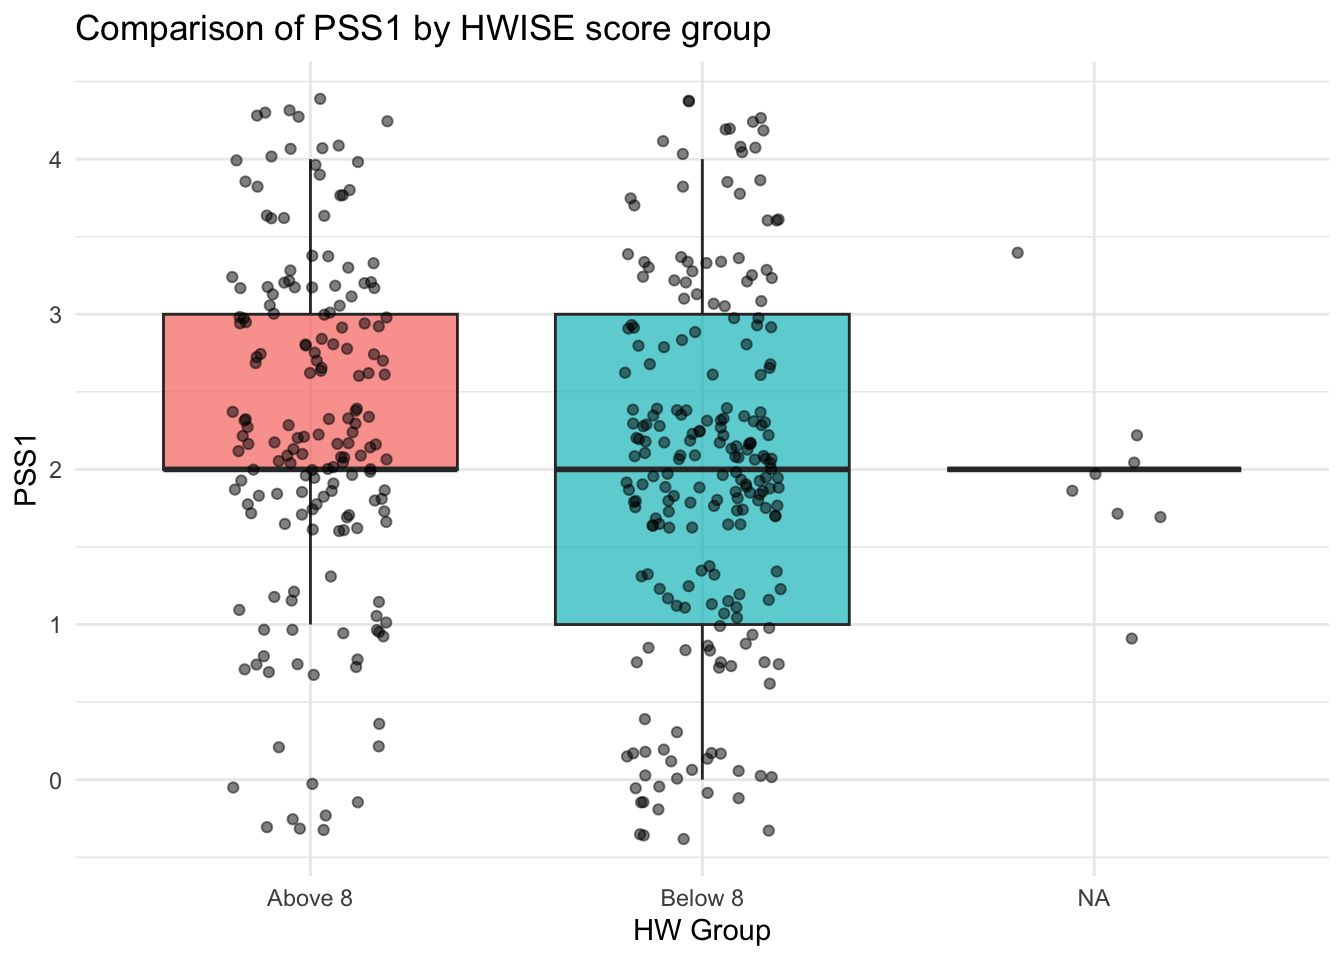 Comparison of PSS1 by HWISE score group
4
3
2
1
0
PSS1
Above 8
Below 8
NA
HW Group